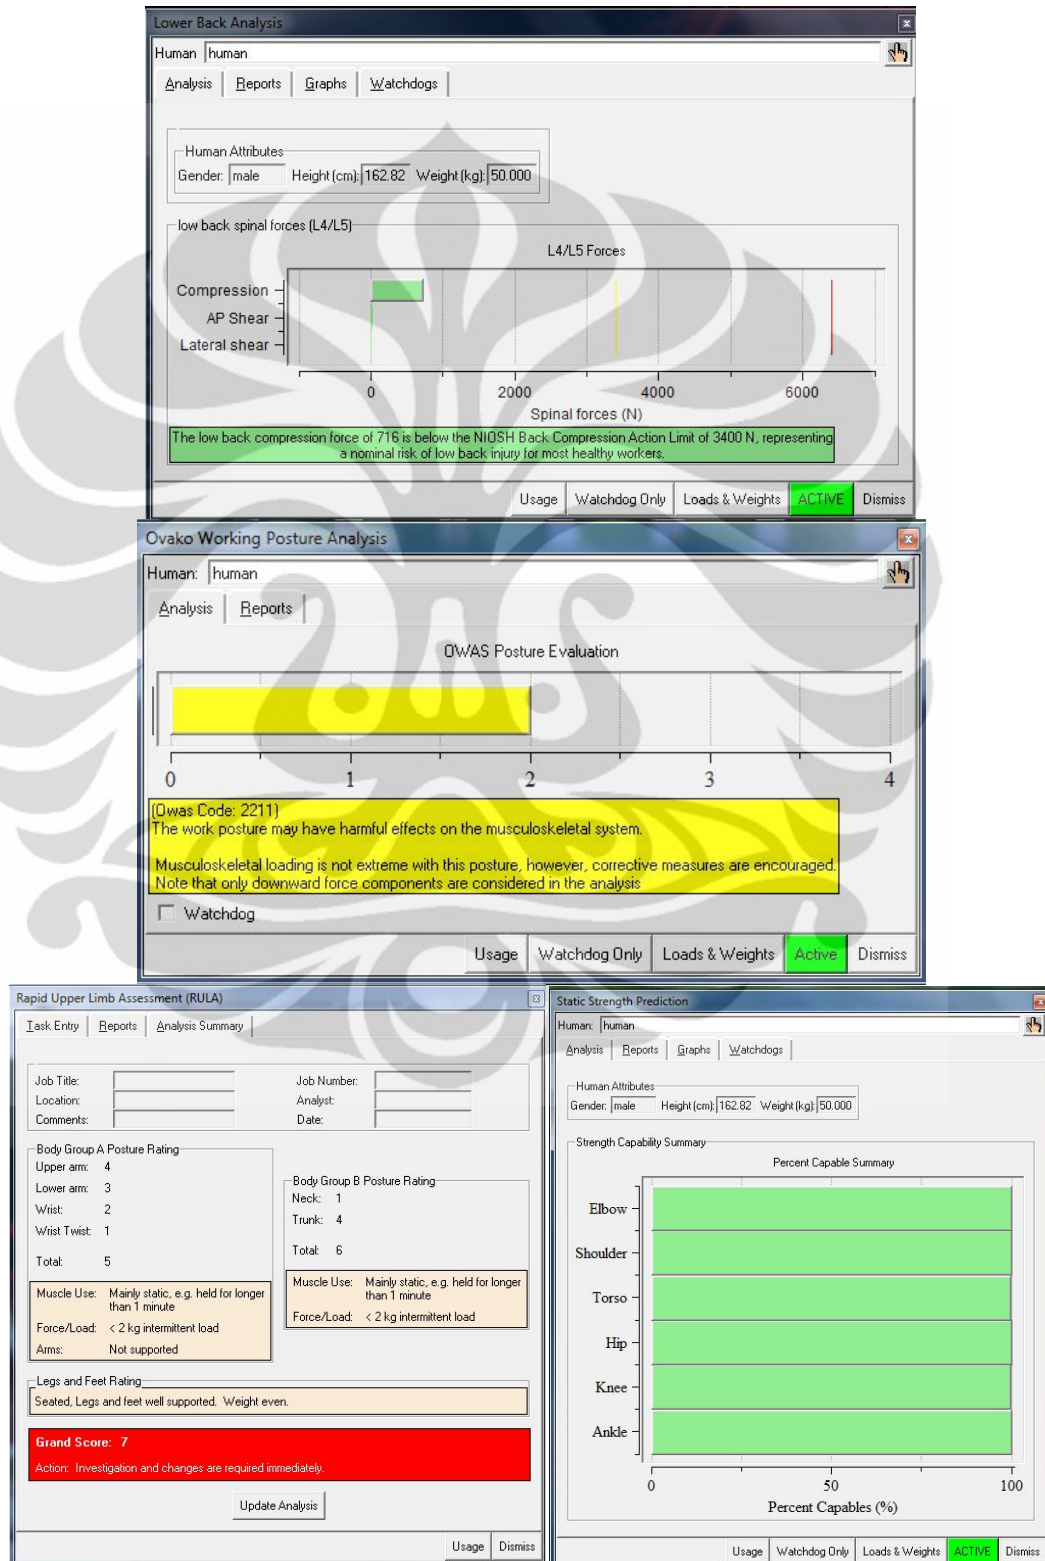 Lower Back Analysis
Human human
Analysis Reports Graphs Watchdogs
Human Attributes
Gender: male Height (cm): 162.82 Weight (kg): 50.000
low back spinal forces (L4/L5)
L4/L5 Forces
Compression
AP Shear
Lateral shear
0 2000 4000 6000
Spinal forces (N)
The low back compression force of 716 is below the NIOSH Back Compression Action Limit of 3400 N, representing
a nominal risk of low back injury for most healthy workers.
Usage Watchdog Only Loads & Weights ACTIVE Dismiss
Ovako Working Posture Analysis
Human: human
Analysis Reports
OWAS Posture Evaluation
0 1 2 3 4
(Owas Code: 2211)
The work posture may have harmful effects on the musculoskeletal system.
Musculoskeletal loading is not extreme with this posture, however, corrective measures are encouraged.
Note that only downward force components are considered in the analysis
Watchdog
Usage Watchdog Only Loads & Weights Active Dismiss
Rapid Upper Limb Assessment (RULA)
Task Entry Reports Analysis Summary
Job Title: Job Number:
Location: Analyst:
Comments: Date:
Body Group A Posture Rating
Upper arm: 4
Lower arm: 3
Wrist: 2
Wrist Twist: 1
Total: 5
Muscle Use: Mainly static, e.g. held for longer
than 1 minute
Force/Load: < 2 kg intermittent load
Arms: Not supported
Body Group B Posture Rating
Neck: 1
Trunk: 4
Total: 6
Muscle Use: Mainly static, e.g. held for longer
than 1 minute
Force/Load: < 2 kg intermittent load
Legs and Feet Rating
Seated, Legs and feet well supported. Weight even.
Grand Score: 7
Action: Investigation and changes are required immediately.
Update Analysis
Usage Dismiss
Static Strength Prediction
Human: human
Analysis Reports Graphs Watchdogs
Human Attributes
Gender: male Height (cm): 162.82 Weight (kg): 50.000
Strength Capability Summary
Percent Capable Summary
Elbow
Shoulder
Torso
Hip
Knee
Ankle
0 50 100
Percent Capables (%)
Usage Watchdog Only Loads & Weights ACTIVE Dismiss